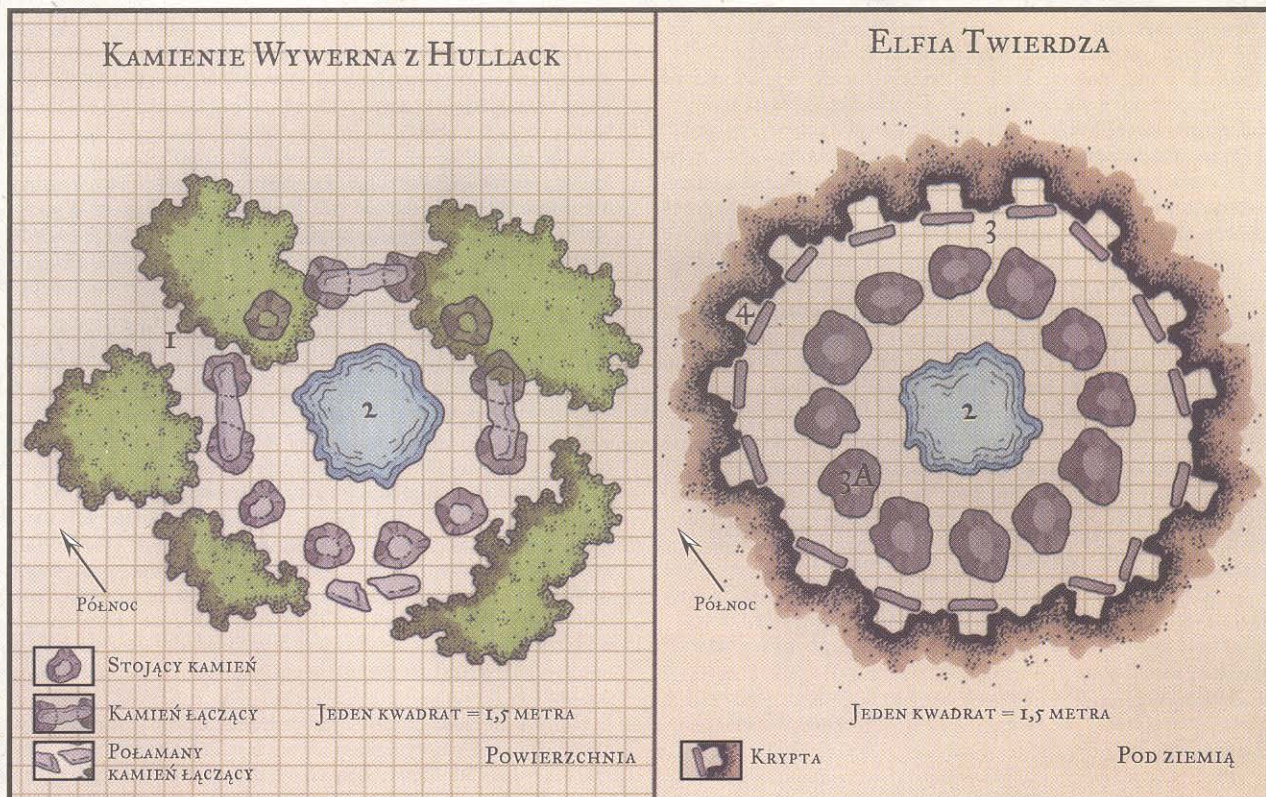 Kamienie Wywerna z Hullack
1
2
Północ
Stojący kamień
Kamień łączący
Połamany
kamień łączący
Jeden kwadrat = 1,5 metra
Powierzchnia
Elfia Twierdza
3
4
2
3A
Północ
Jeden kwadrat = 1,5 metra
Krypta
Pod ziemią